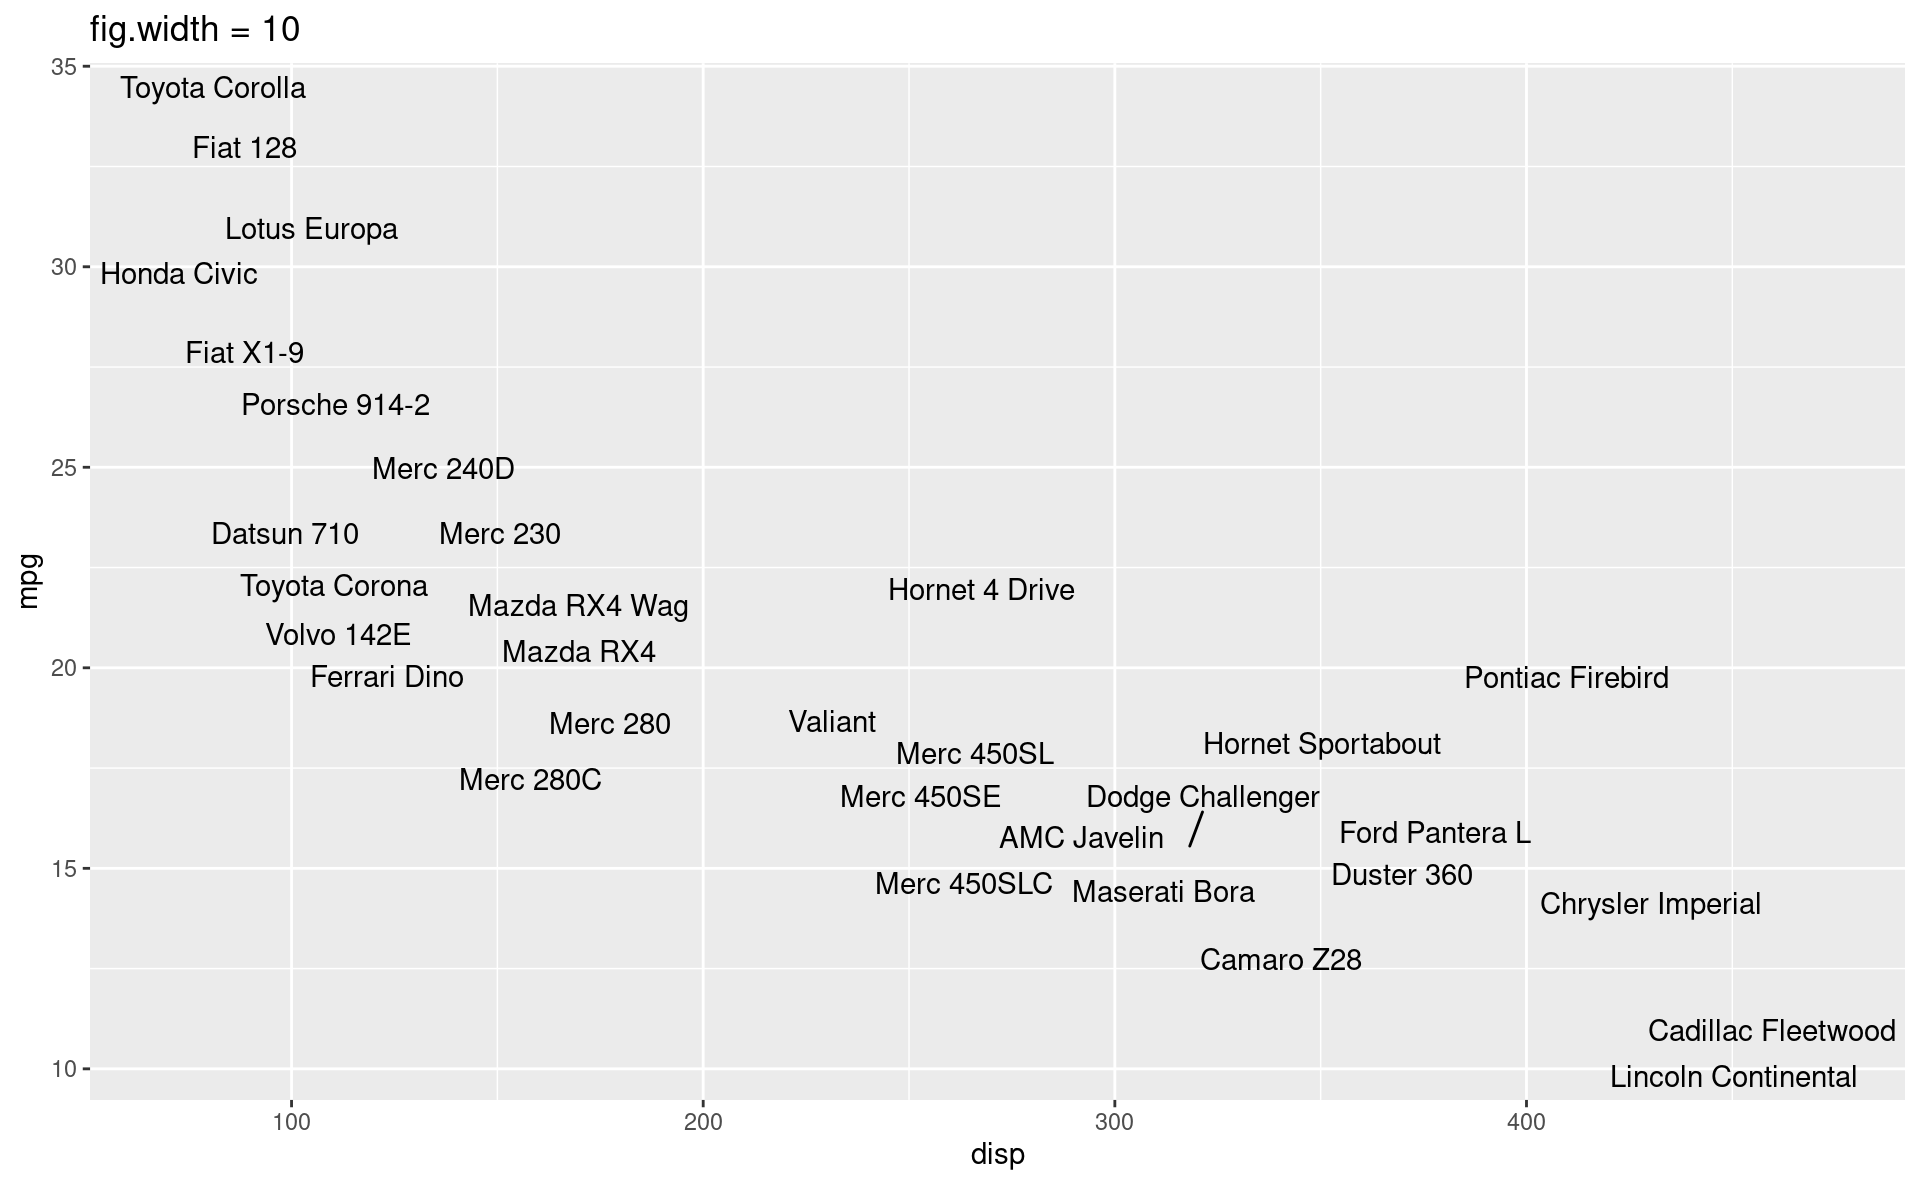 fig.width = 10
35
Toyota Corolla
Fiat 128
Lotus Europa
30
Honda Civic
Fiat X1-9
Porsche 914-2
25
Merc 240D
Datsun 710
Merc 230
mpg
Toyota Corona
Hornet 4 Drive
Mazda RX4 Wag
Volvo 142E
Mazda RX4
20
Ferrari Dino
Pontiac Firebird
Merc 280
Valiant
Hornet Sportabout
Merc 450SL
Merc 280C
Merc 450SE
Dodge Challenger
Ford Pantera L
AMC Javelin
15
Duster 360
Merc 450SLC
Maserati Bora
Chrysler Imperial
Camaro Z28
Cadillac Fleetwood
10
Lincoln Continental
100
200
300
400
disp